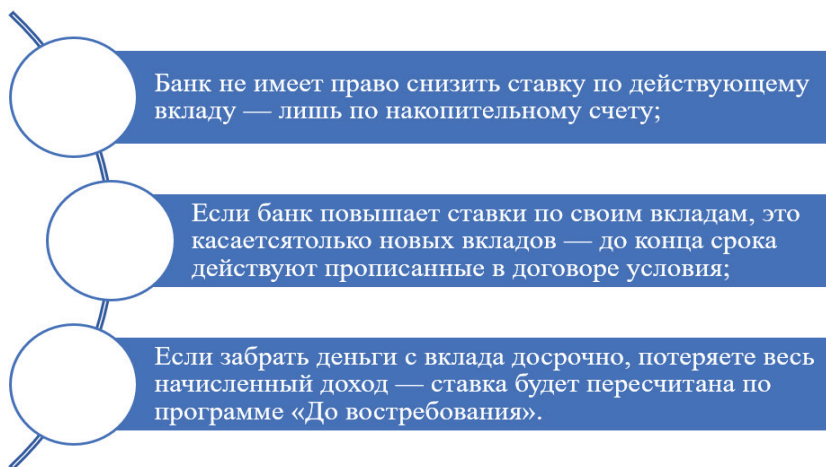 Банк не имеет право снизить ставку по действующему
вкладу — лишь по накопительному счету;
Если банк повышает ставки по своим вкладам, это
касаетсятолько новых вкладов — до конца срока
действуют прописанные в договоре условия;
Если забрать деньги с вклада досрочно, потеряете весь
начисленный доход — ставка будет пересчитана по
программе «До востребования».